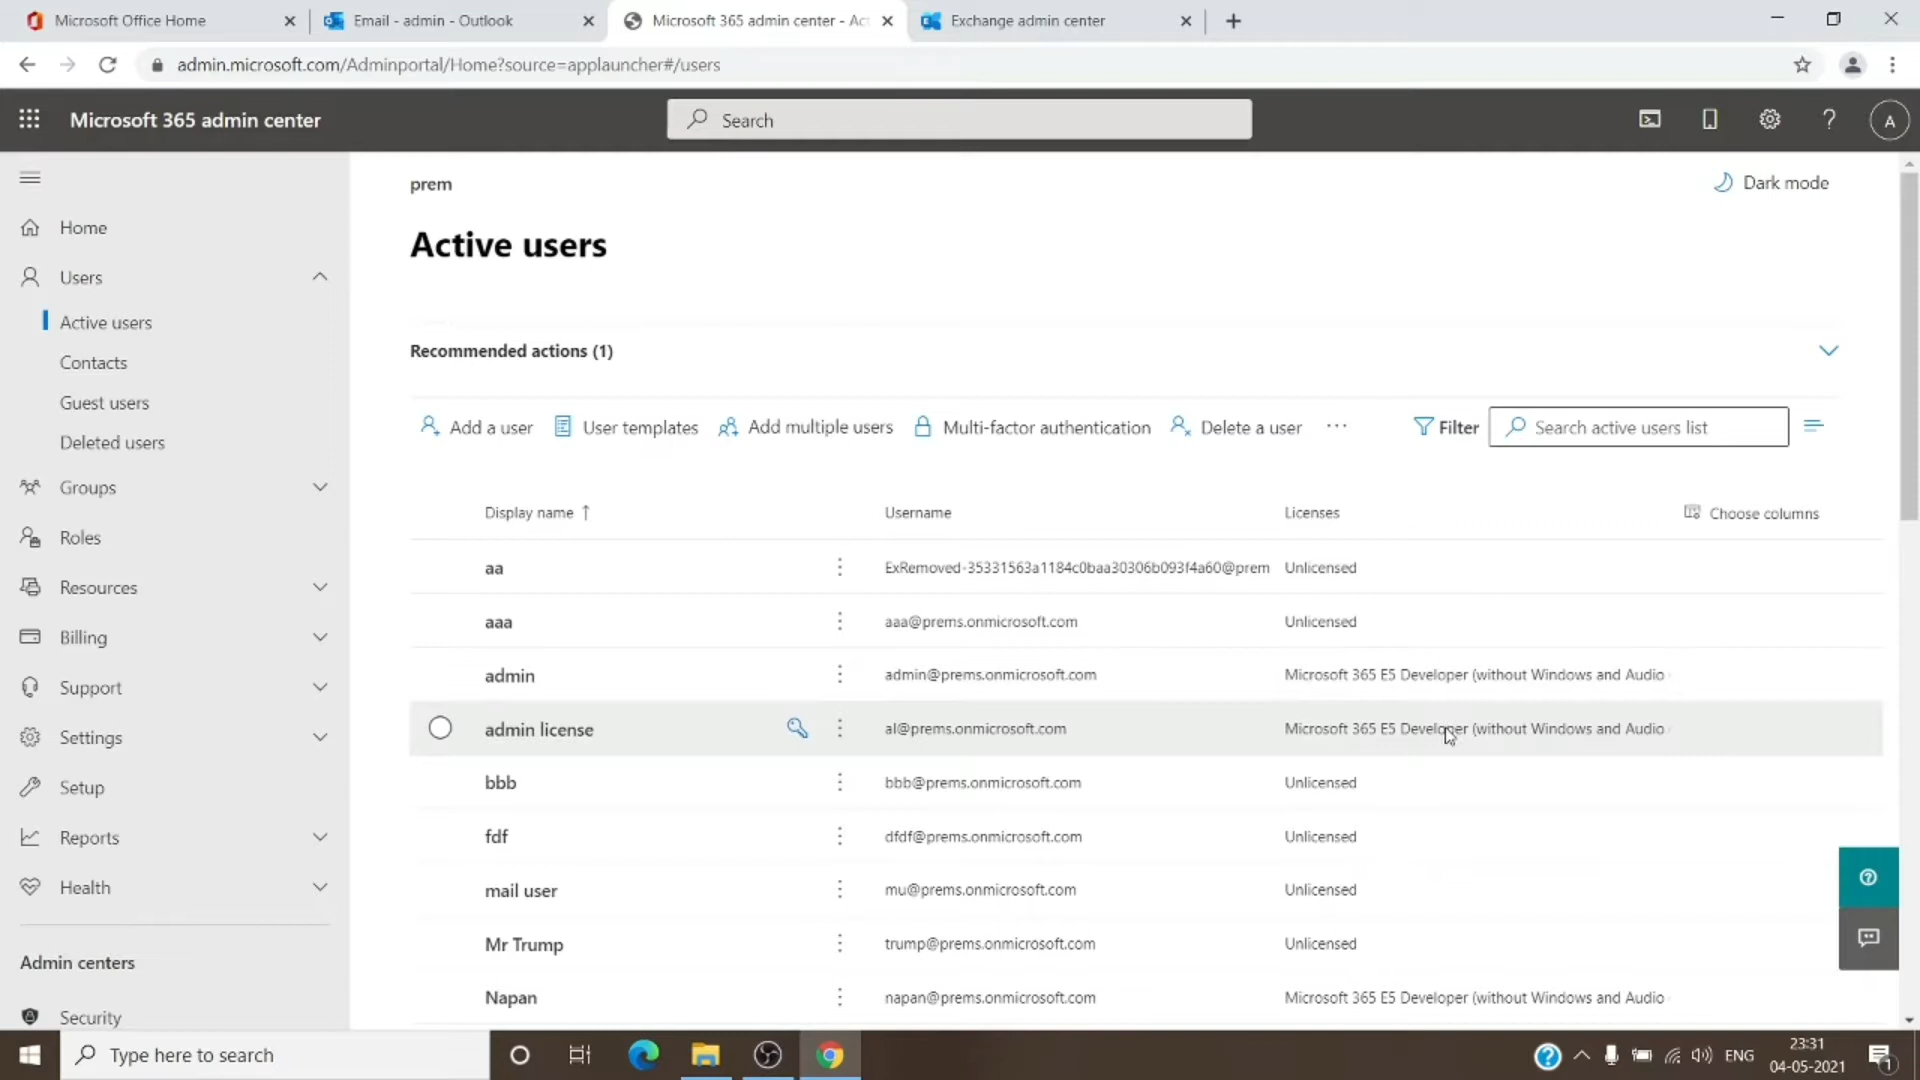 Microsoft Office Home
Email - admin - Outlook
Microsoft 365 admin center - Ac
Exchange admin center
admin.microsoft.com/Adminportal/Home?source=applauncher#/users
Microsoft 365 admin center
Search
A
prem
Dark mode
Active users
Home
Users
Active users
Contacts
Guest users
Deleted users
Groups
Roles
Resources
Billing
Support
Settings
Setup
Reports
Health
Admin centers
Security
Recommended actions (1)
Add a user
User templates
Add multiple users
Multi-factor authentication
Delete a user
Filter
Search active users list
Display name ↑
Username
Licenses
Choose columns
aa ExRemoved-35331563a1184c0baa30306b093f4a60@prem Unlicensed
aaa aaa@prems.onmicrosoft.com Unlicensed
admin admin@prems.onmicrosoft.com Microsoft 365 E5 Developer (without Windows and Audio
admin license al@prems.onmicrosoft.com Microsoft 365 E5 Developer (without Windows and Audio
bbb bbb@prems.onmicrosoft.com Unlicensed
fdf dfdf@prems.onmicrosoft.com Unlicensed
mail user mu@prems.onmicrosoft.com Unlicensed
Mr Trump trump@prems.onmicrosoft.com Unlicensed
Napan napan@prems.onmicrosoft.com Microsoft 365 E5 Developer (without Windows and Audio
Type here to search
ENG
23:31
04-05-2021
1